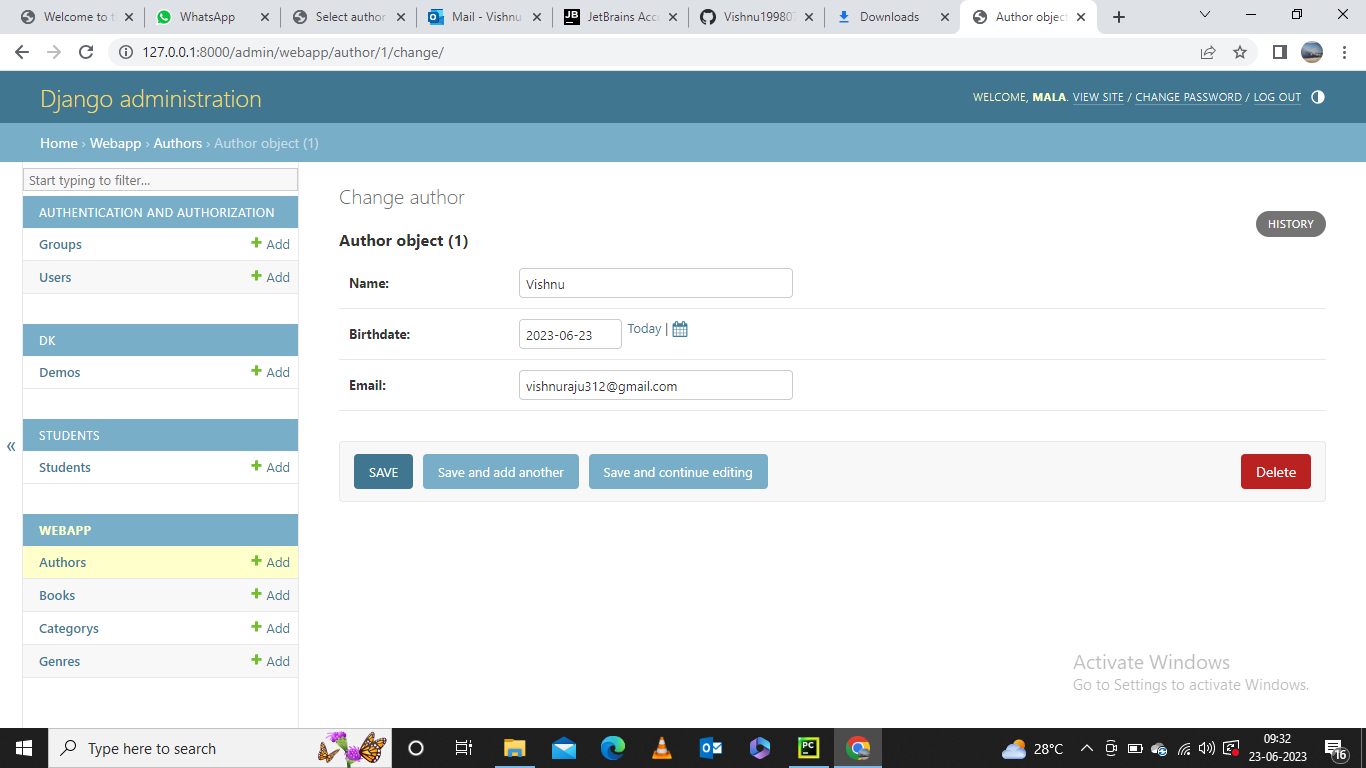 Welcome to t
WhatsApp
Select author
Mail - Vishnu
JetBrains Acc
Vishnu19980
Downloads
Author object
127.0.0.1:8000/admin/webapp/author/1/change/
Django administration
WELCOME, MALA. VIEW SITE / CHANGE PASSWORD / LOG OUT
Home › Webapp › Authors › Author object (1)
Start typing to filter...
AUTHENTICATION AND AUTHORIZATION
Groups + Add
Users + Add
DK
Demos + Add
STUDENTS
«
Students + Add
WEBAPP
Authors + Add
Books + Add
Categorys + Add
Genres + Add
Change author
HISTORY
Author object (1)
Name: Vishnu
Birthdate: 2023-06-23 Today |
Email: vishnuraju312@gmail.com
SAVE Save and add another Save and continue editing Delete
Activate Windows
Go to Settings to activate Windows.
Type here to search
PC
28°C
09:32
23-06-2023
16